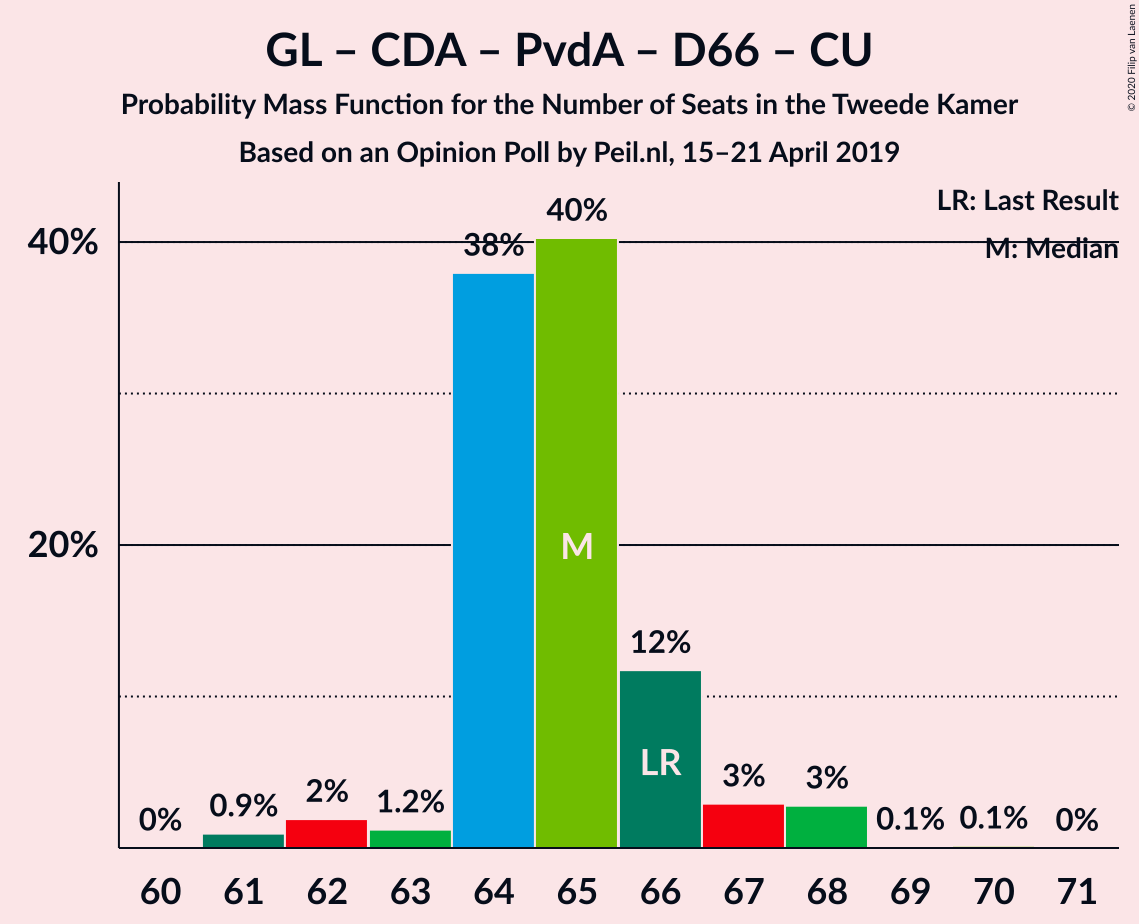 GL – CDA – PvdA – D66 – CU
Probability Mass Function for the Number of Seats in the Tweede Kamer
Based on an Opinion Poll by Peil.nl, 15–21 April 2019
© 2020 Filip van Laenen
LR: Last Result
M: Median
40%
20%
0%
0.9%
2%
1.2%
38%
40%
12%
3%
3%
0.1%
0.1%
0%
M
LR
60 61 62 63 64 65 66 67 68 69 70 71